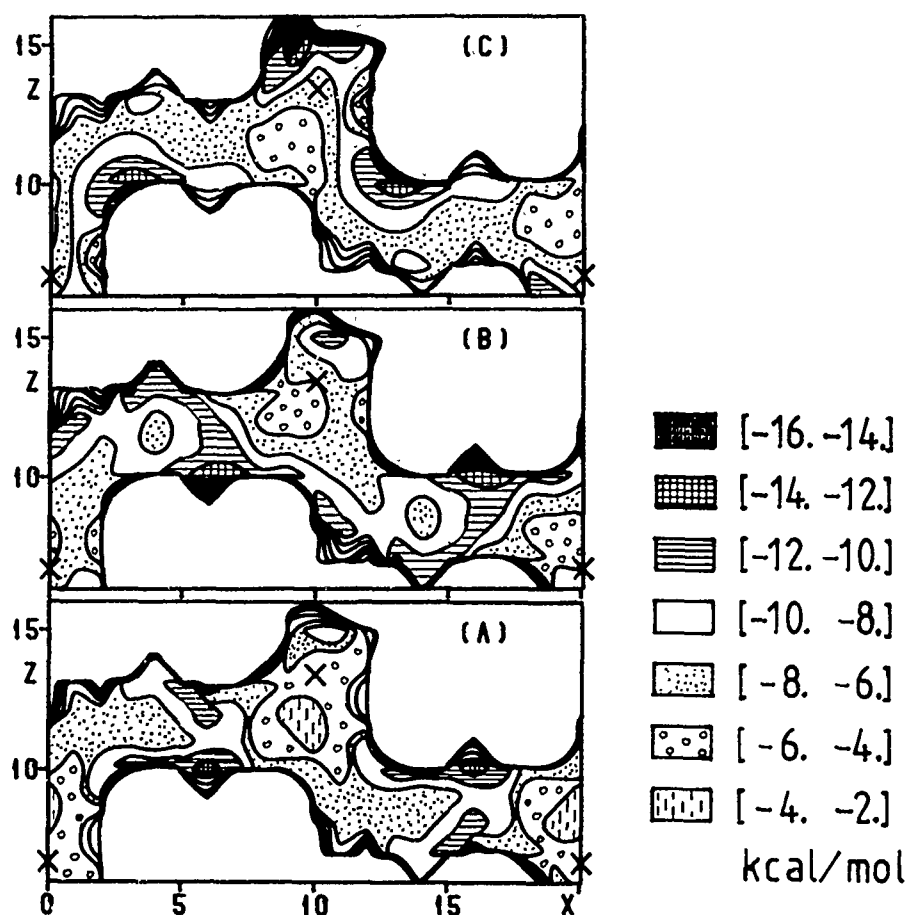 15
(C)
Z
10
15
(B)
Z
10
15
(A)
Z
10
0
5
10
15
X
[-16. -14.]
[-14. -12.]
[-12. -10.]
[-10. -8.]
[-8. -6.]
[-6. -4.]
[-4. -2.]
kcal/mol